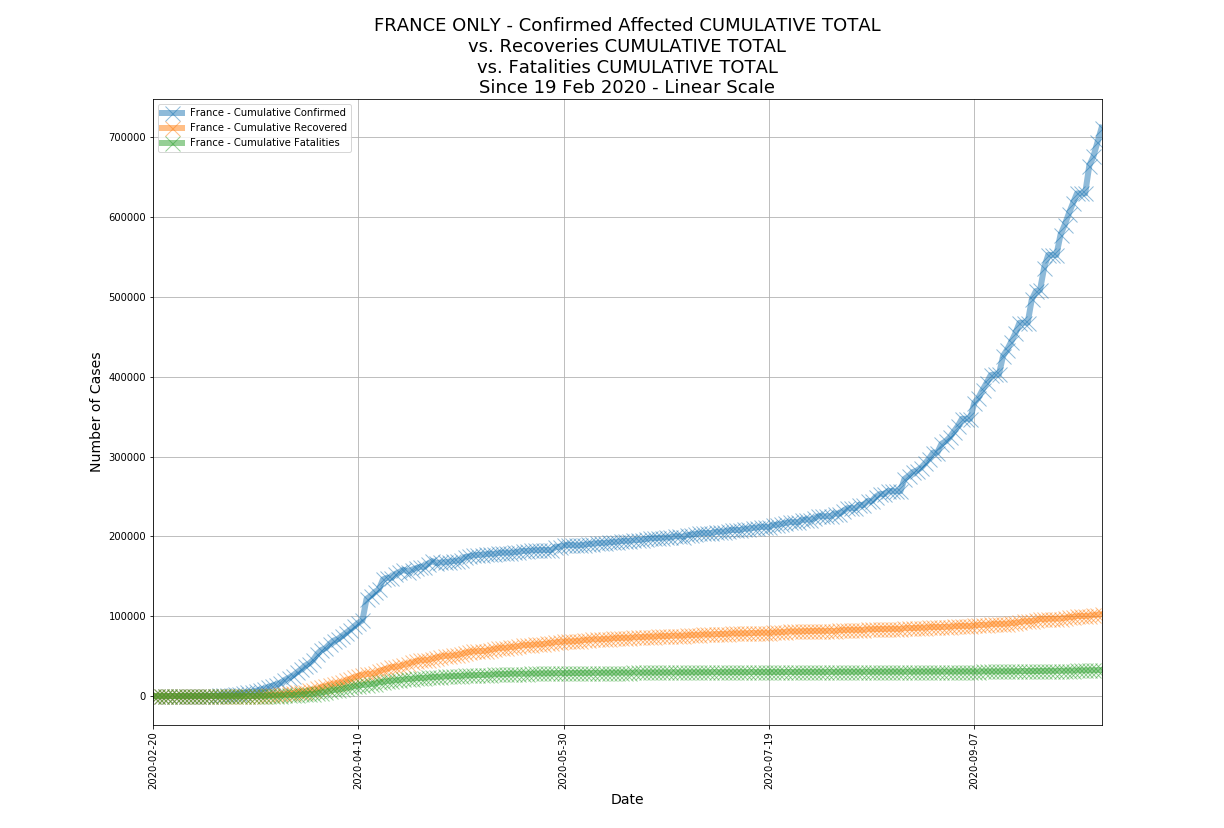 FRANCE ONLY - Confirmed Affected CUMULATIVE TOTAL
vs. Recoveries CUMULATIVE TOTAL
vs. Fatalities CUMULATIVE TOTAL
Since 19 Feb 2020 - Linear Scale
France - Cumulative Confirmed
France - Cumulative Recovered
France - Cumulative Fatalities
Number of Cases
700000
600000
500000
400000
300000
200000
100000
0
2020-02-20
2020-04-10
2020-05-30
2020-07-19
2020-09-07
Date